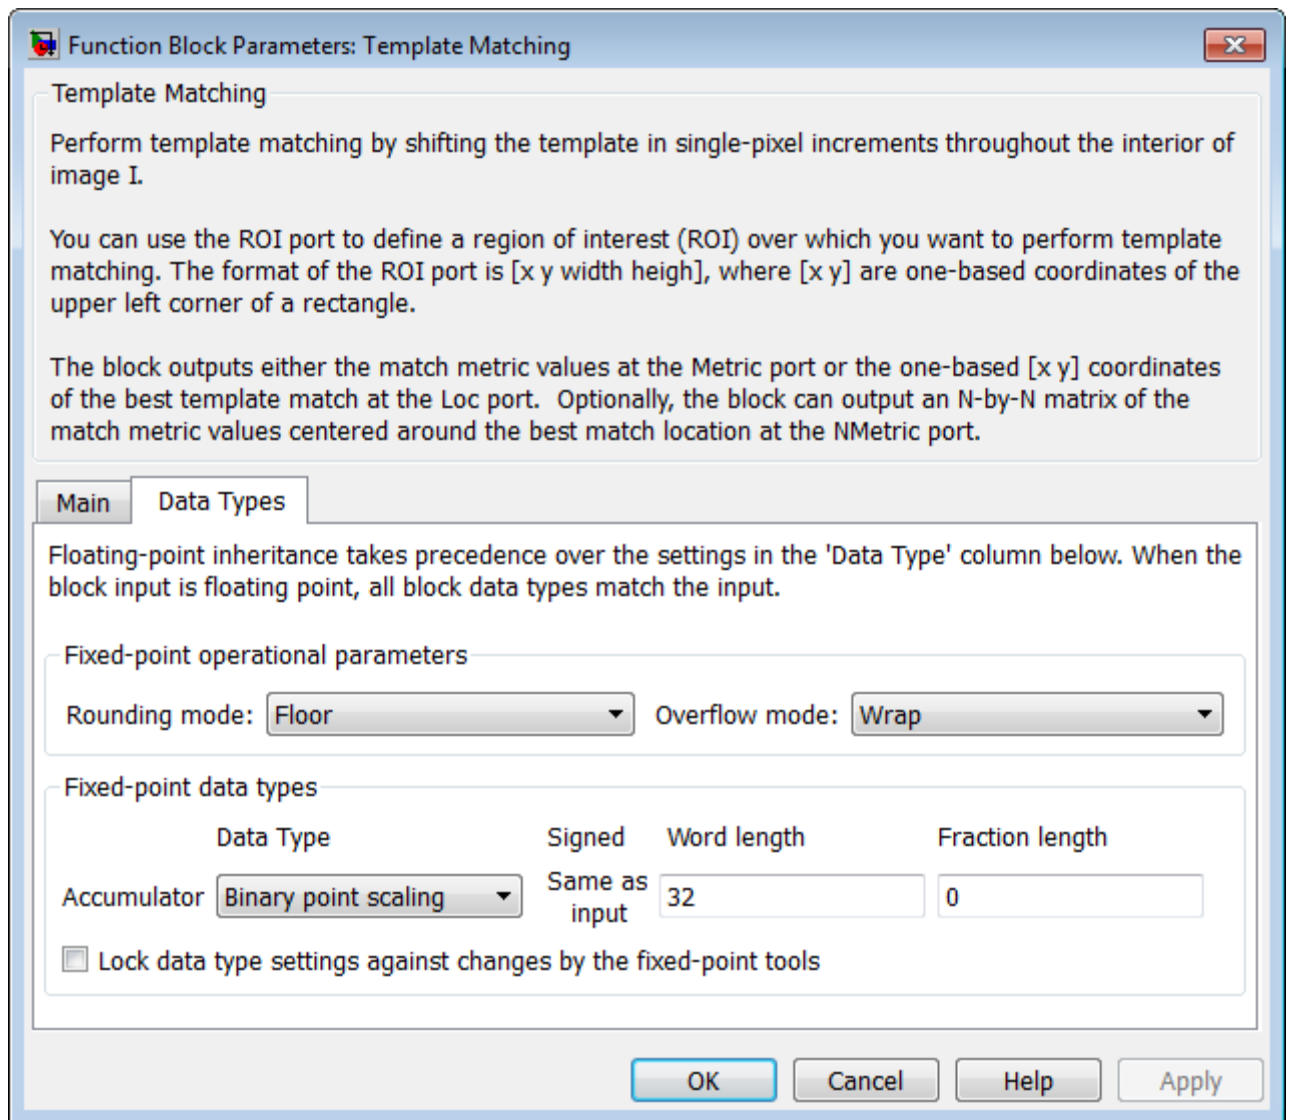 Function Block Parameters: Template Matching
Template Matching
Perform template matching by shifting the template in single-pixel increments throughout the interior of
image I.
You can use the ROI port to define a region of interest (ROI) over which you want to perform template
matching. The format of the ROI port is [x y width heigh], where [x y] are one-based coordinates of the
upper left corner of a rectangle.
The block outputs either the match metric values at the Metric port or the one-based [x y] coordinates
of the best template match at the Loc port.  Optionally, the block can output an N-by-N matrix of the
match metric values centered around the best match location at the NMetric port.
Main Data Types
Floating-point inheritance takes precedence over the settings in the 'Data Type' column below. When the
block input is floating point, all block data types match the input.
Fixed-point operational parameters
Rounding mode: Floor Overflow mode: Wrap
Fixed-point data types
Data Type Signed Word length Fraction length
Accumulator Binary point scaling Same as input 32 0
Lock data type settings against changes by the fixed-point tools
OK Cancel Help Apply